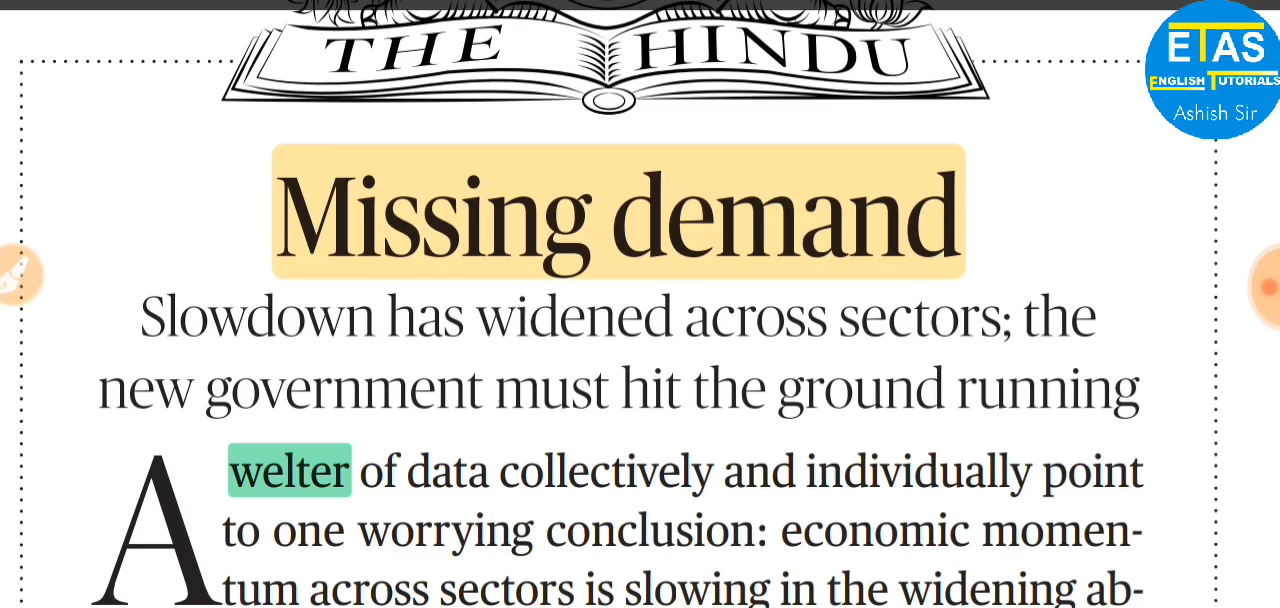 THE HINDU
ETAS
ENGLISH TUTORIALS
Ashish Sir
Missing demand
Slowdown has widened across sectors; the
new government must hit the ground running
A welter of data collectively and individually point
to one worrying conclusion: economic momen-
tum across sectors is slowing in the widening ab-